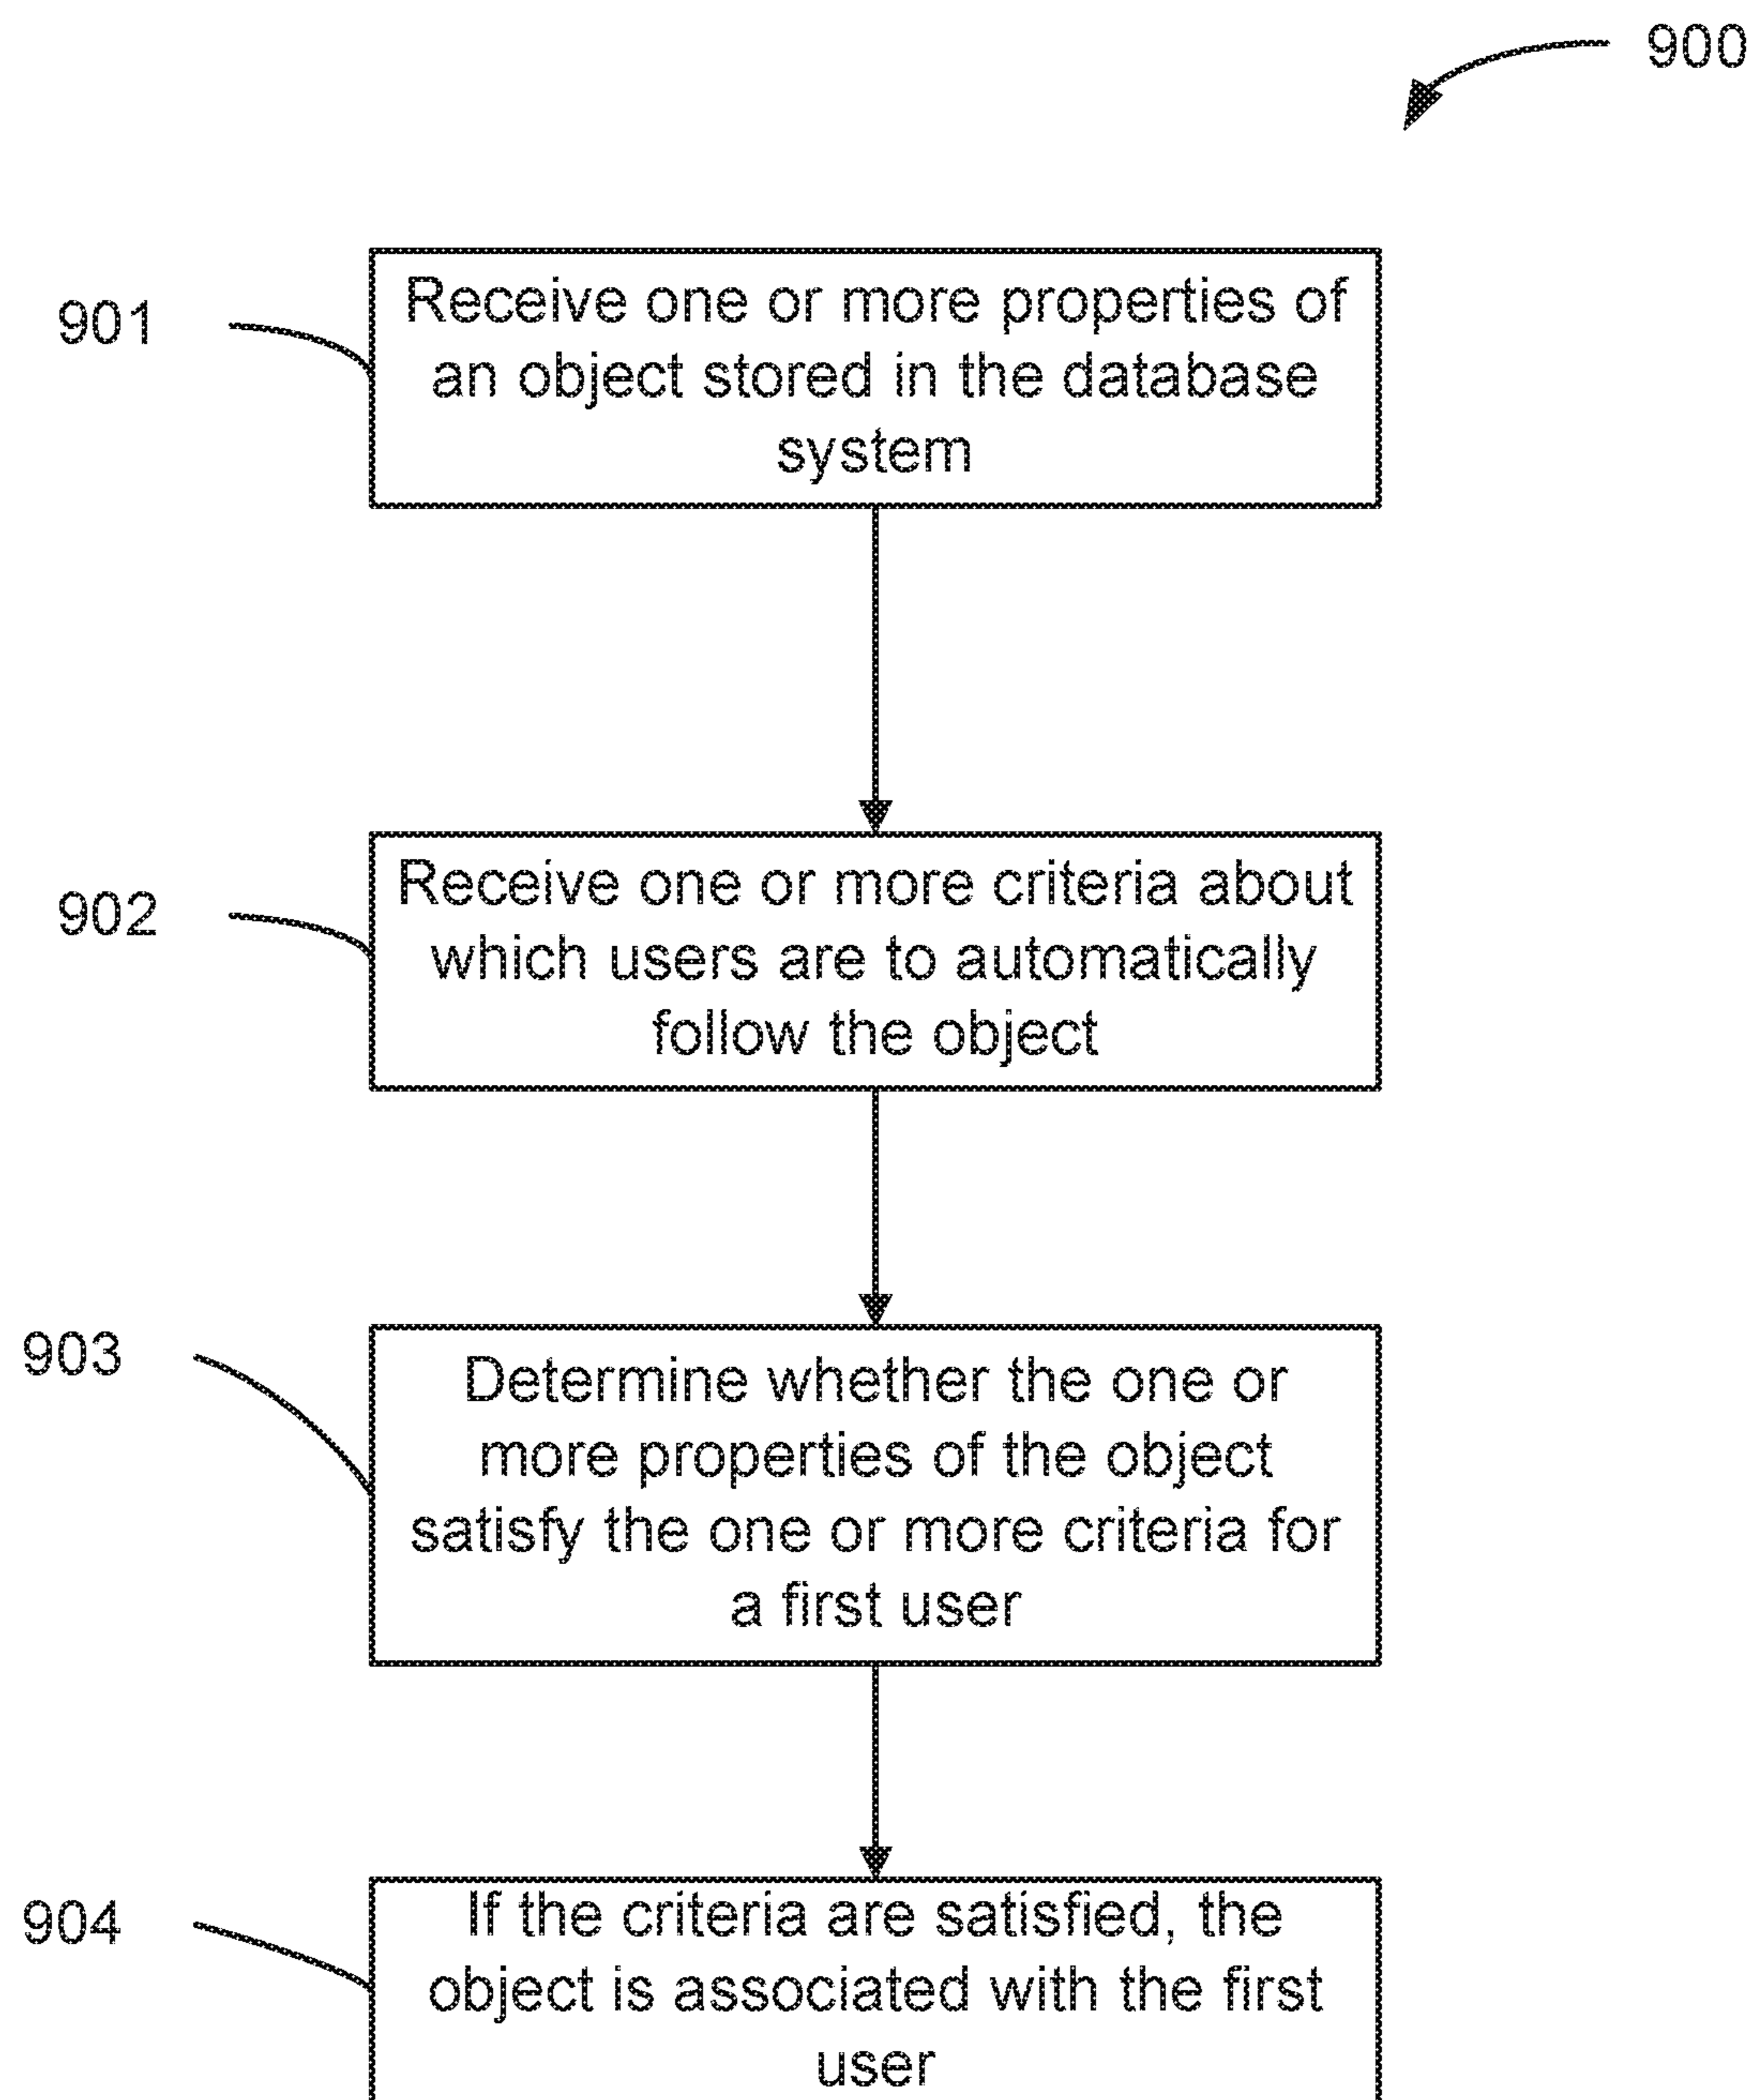 900
901
Receive one or more properties of
an object stored in the database
system
902
Receive one or more criteria about
which users are to automatically
follow the object
903
Determine whether the one or
more properties of the object
satisfy the one or more criteria for
a first user
904
If the criteria are satisfied, the
object is associated with the first
user